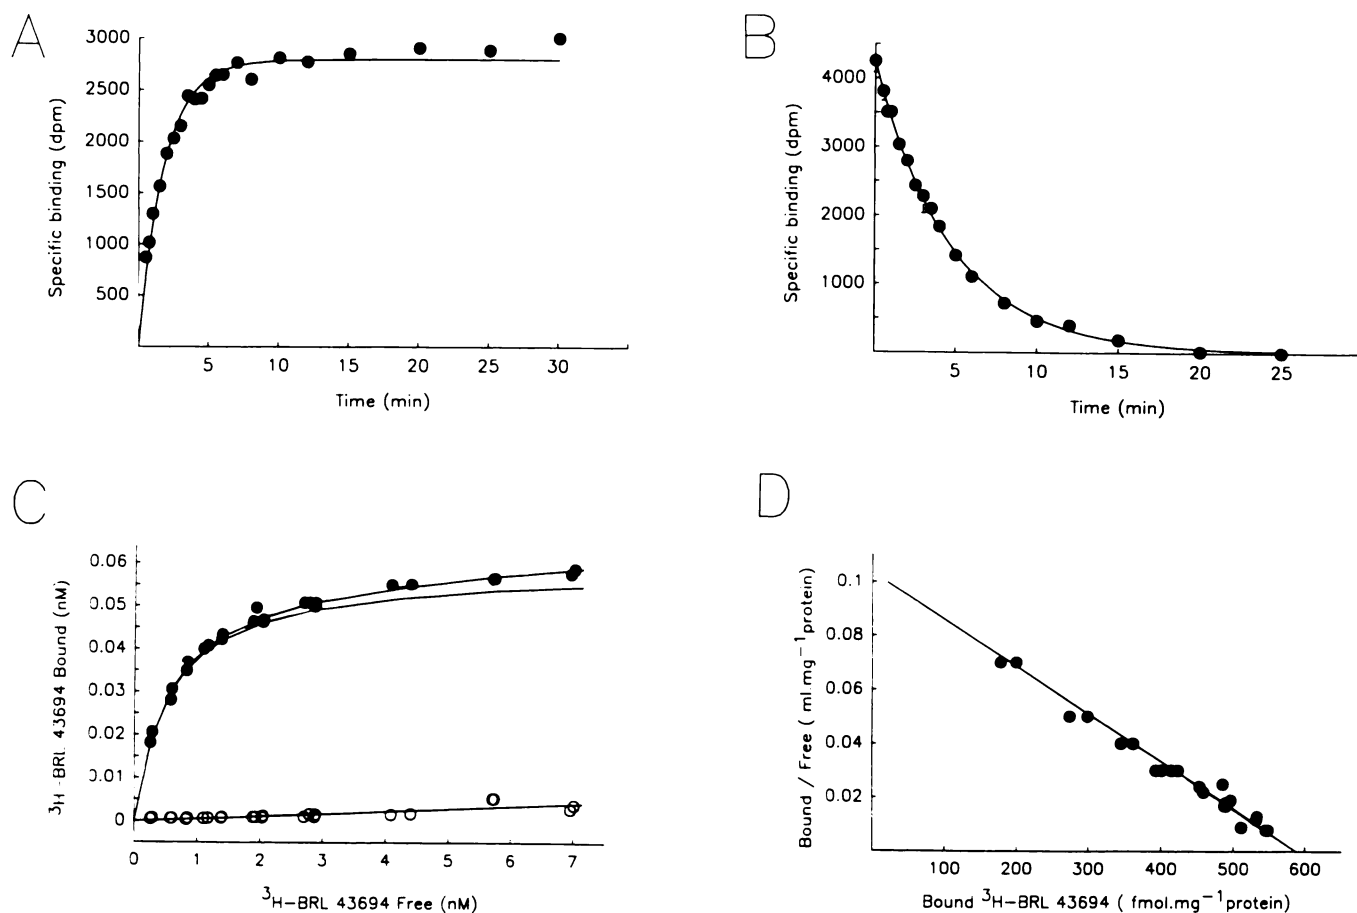 A
3000
2500
2000
1500
1000
500
Specific binding (dpm)
5 10 15 20 25 30
Time (min)
B
4000
3000
2000
1000
Specific binding (dpm)
5 10 15 20 25
Time (min)
C
0.06
0.05
0.04
0.03
0.02
0.01
0
³H-BRL 43694 Bound (nM)
0 1 2 3 4 5 6 7
³H-BRL 43694 Free (nM)
D
0.1
0.08
0.06
0.04
0.02
Bound / Free ( ml.mg⁻¹protein)
100 200 300 400 500 600
Bound ³H-BRL 43694 ( fmol.mg⁻¹protein)